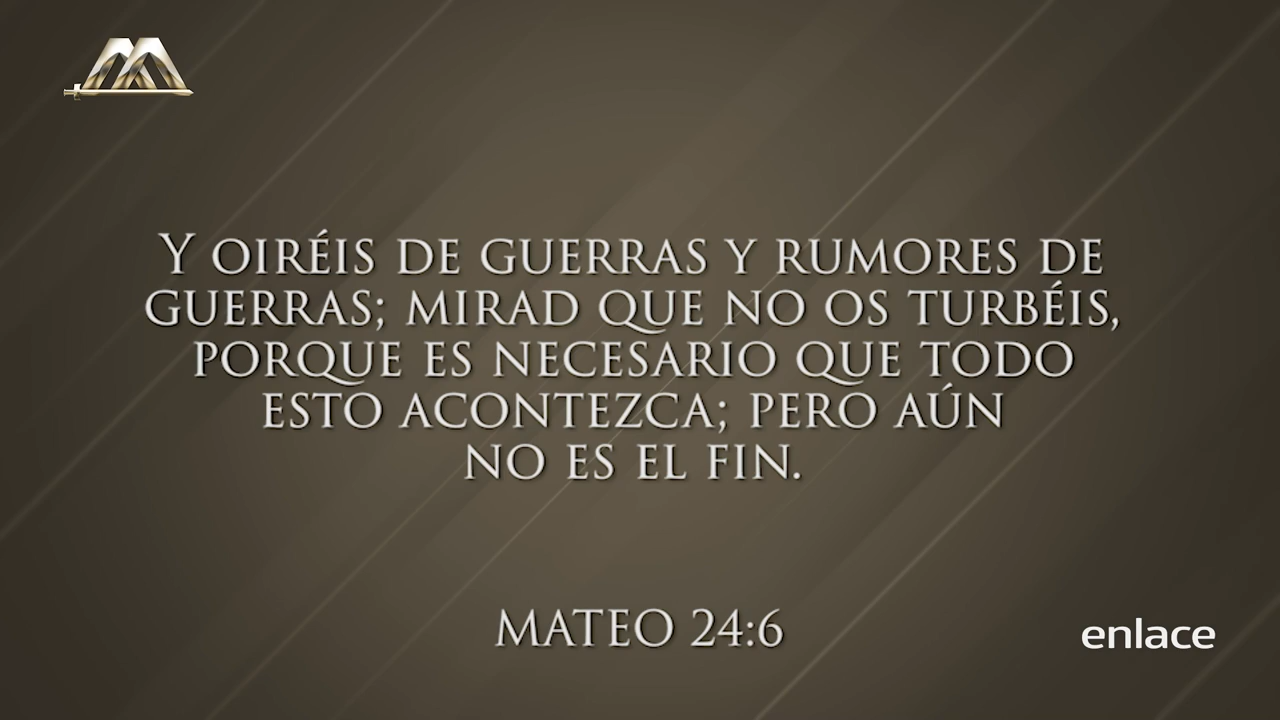 Y OIRÉIS DE GUERRAS Y RUMORES DE
GUERRAS; MIRAD QUE NO OS TURBÉIS,
PORQUE ES NECESARIO QUE TODO
ESTO ACONTEZCA; PERO AÚN
NO ES EL FIN.
MATEO 24:6
enlace